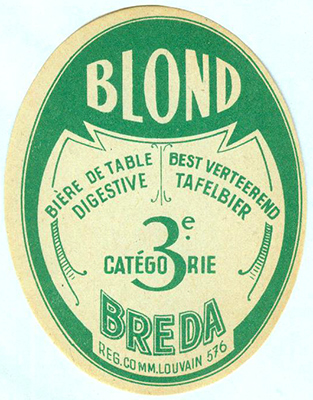 BLOND
BIÈRE DE TABLE
DIGESTIVE
BEST VERTEEREND
TAFELBIER
3e.
CATÉGORIE
BREDA
REG.COMM.LOUVAIN 576